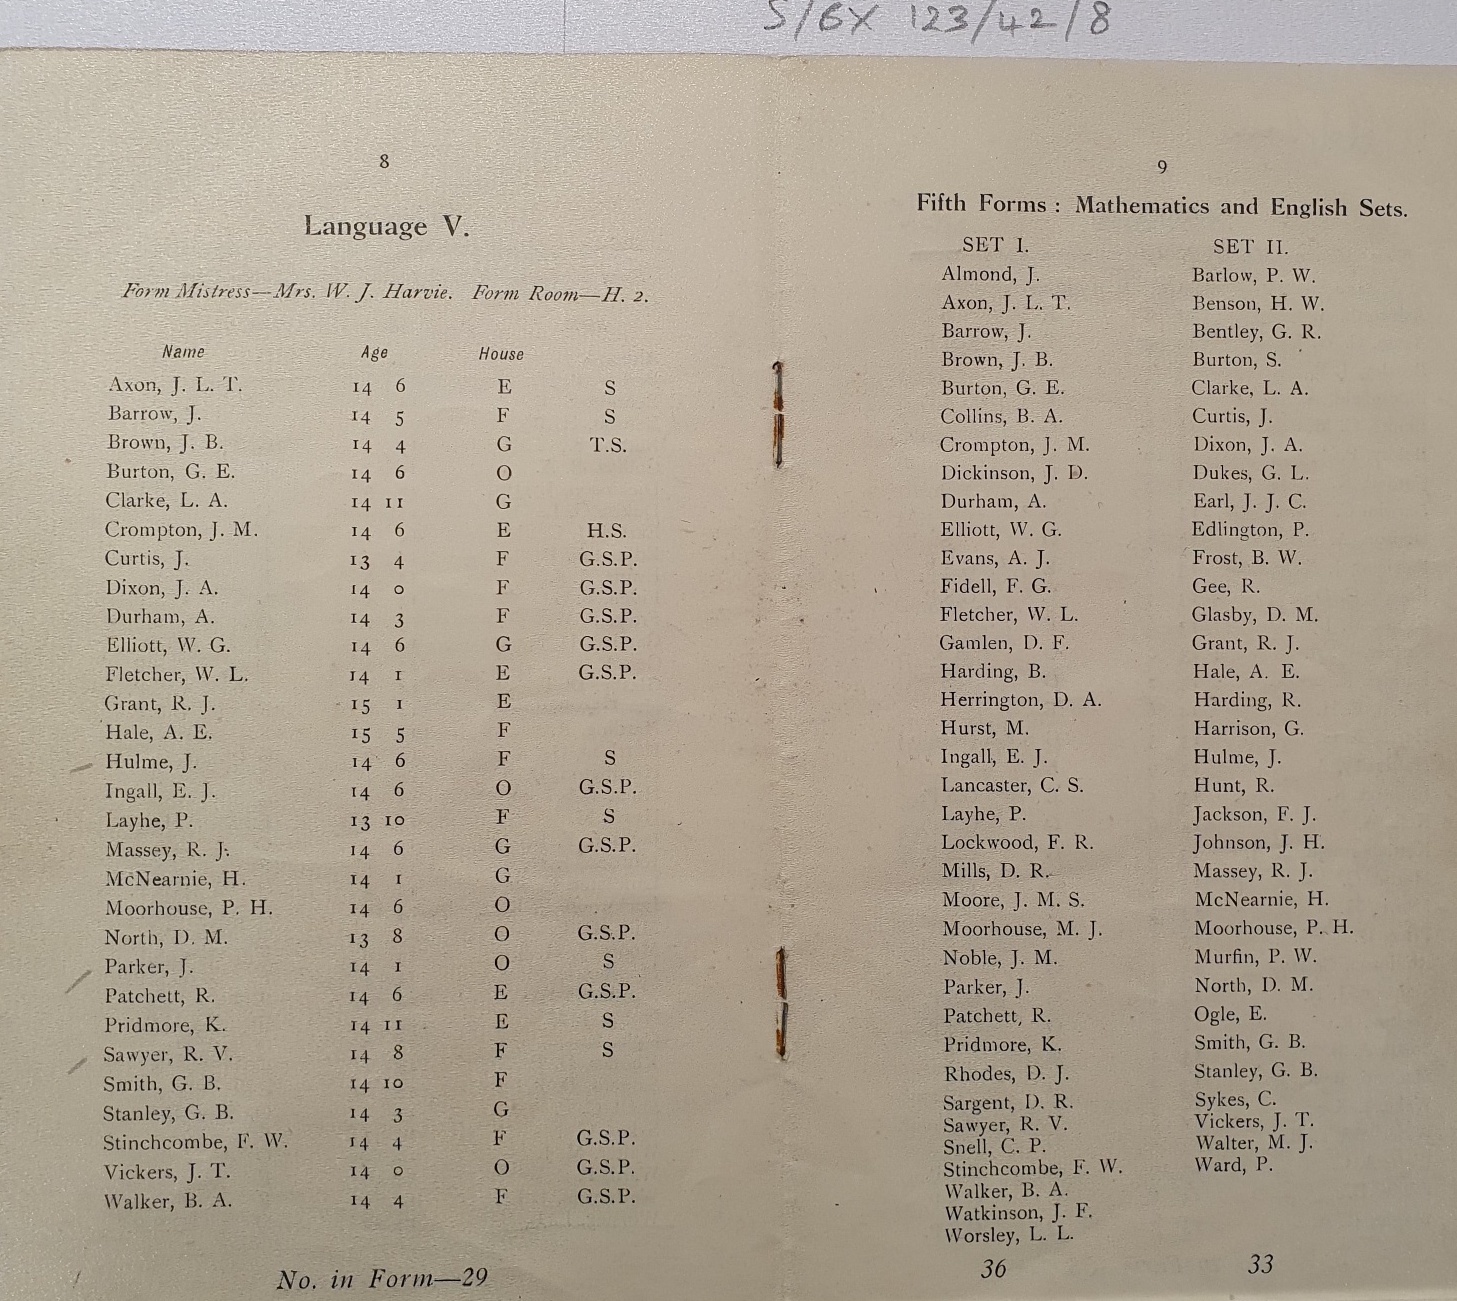 S/6X 123/42/8
8
Language V.
Form Mistress—Mrs. W. J. Harvie. Form Room—H. 2.
Name Age House
Axon, J. L. T. 14 6 E S
Barrow, J. 14 5 F S
Brown, J. B. 14 4 G T.S.
Burton, G. E. 14 6 O
Clarke, L. A. 14 11 G
Crompton, J. M. 14 6 E H.S.
Curtis, J. 13 4 F G.S.P.
Dixon, J. A. 14 0 F G.S.P.
Durham, A. 14 3 F G.S.P.
Elliott, W. G. 14 6 G G.S.P.
Fletcher, W. L. 14 1 E G.S.P.
Grant, R. J. 15 1 E
Hale, A. E. 15 5 F
Hulme, J. 14 6 F S
Ingall, E. J. 14 6 O G.S.P.
Layhe, P. 13 10 F S
Massey, R. J. 14 6 G G.S.P.
McNearnie, H. 14 1 G
Moorhouse, P. H. 14 6 O
North, D. M. 13 8 O G.S.P.
Parker, J. 14 1 O S
Patchett, R. 14 6 E G.S.P.
Pridmore, K. 14 11 E S
Sawyer, R. V. 14 8 F S
Smith, G. B. 14 10 F
Stanley, G. B. 14 3 G
Stinchcombe, F. W. 14 4 F G.S.P.
Vickers, J. T. 14 0 O G.S.P.
Walker, B. A. 14 4 F G.S.P.
No. in Form—29
9
Fifth Forms : Mathematics and English Sets.
SET I.
Almond, J.
Axon, J. L. T.
Barrow, J.
Brown, J. B.
Burton, G. E.
Collins, B. A.
Crompton, J. M.
Dickinson, J. D.
Durham, A.
Elliott, W. G.
Evans, A. J.
Fidell, F. G.
Fletcher, W. L.
Gamlen, D. F.
Harding, B.
Herrington, D. A.
Hurst, M.
Ingall, E. J.
Lancaster, C. S.
Layhe, P.
Lockwood, F. R.
Mills, D. R.
Moore, J. M. S.
Moorhouse, M. J.
Noble, J. M.
Parker, J.
Patchett, R.
Pridmore, K.
Rhodes, D. J.
Sargent, D. R.
Sawyer, R. V.
Snell, C. P.
Stinchcombe, F. W.
Walker, B. A.
Watkinson, J. F.
Worsley, L. L.
36
SET II.
Barlow, P. W.
Benson, H. W.
Bentley, G. R.
Burton, S.
Clarke, L. A.
Curtis, J.
Dixon, J. A.
Dukes, G. L.
Earl, J. J. C.
Edlington, P.
Frost, B. W.
Gee, R.
Glasby, D. M.
Grant, R. J.
Hale, A. E.
Harding, R.
Harrison, G.
Hulme, J.
Hunt, R.
Jackson, F. J.
Johnson, J. H.
Massey, R. J.
McNearnie, H.
Moorhouse, P. H.
Murfin, P. W.
North, D. M.
Ogle, E.
Smith, G. B.
Stanley, G. B.
Sykes, C.
Vickers, J. T.
Walter, M. J.
Ward, P.
33